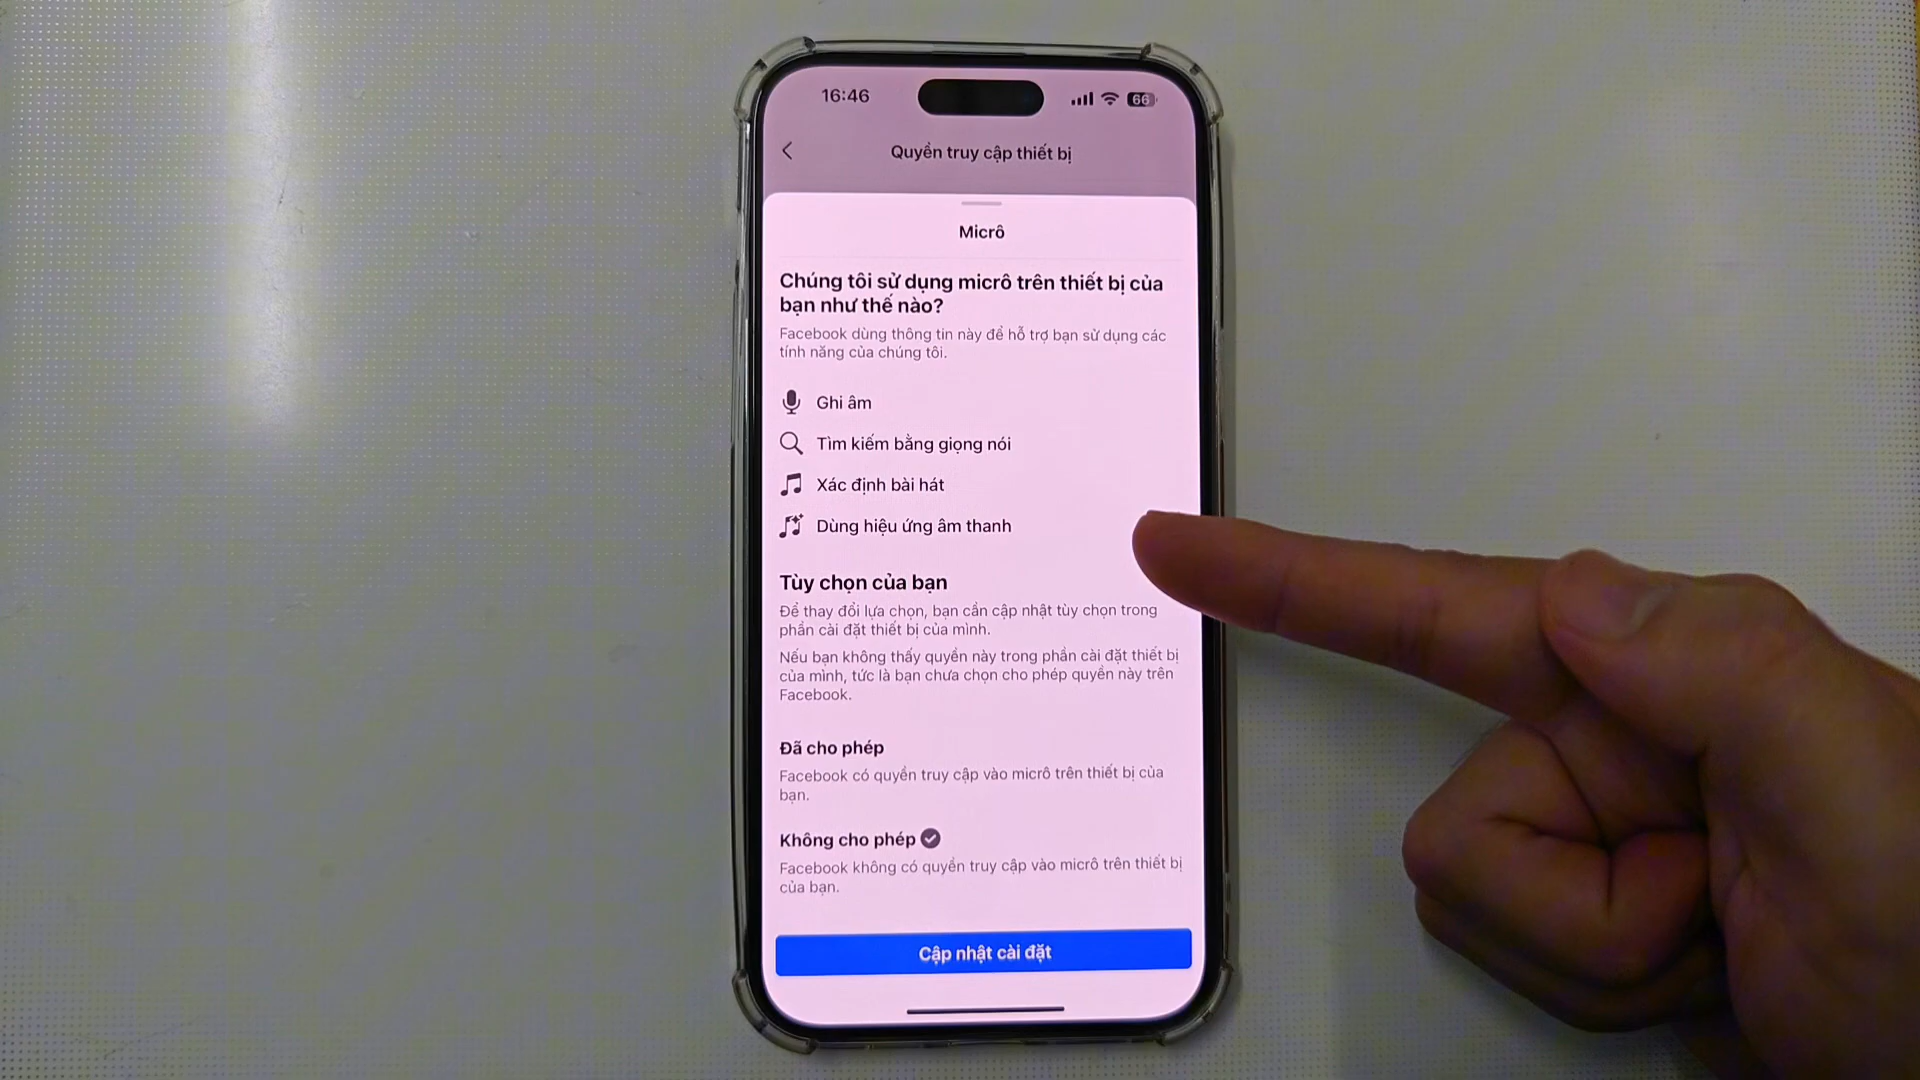 16:46
66
Quyền truy cập thiết bị
Micrô
Chúng tôi sử dụng micrô trên thiết bị của
bạn như thế nào?
Facebook dùng thông tin này để hỗ trợ bạn sử dụng các
tính năng của chúng tôi.
Ghi âm
Tìm kiếm bằng giọng nói
Xác định bài hát
Dùng hiệu ứng âm thanh
Tùy chọn của bạn
Để thay đổi lựa chọn, bạn cần cập nhật tùy chọn trong
phần cài đặt thiết bị của mình.
Nếu bạn không thấy quyền này trong phần cài đặt thiết bị
của mình, tức là bạn chưa chọn cho phép quyền này trên
Facebook.
Đã cho phép
Facebook có quyền truy cập vào micrô trên thiết bị của
bạn.
Không cho phép
Facebook không có quyền truy cập vào micrô trên thiết bị
của bạn.
Cập nhật cài đặt